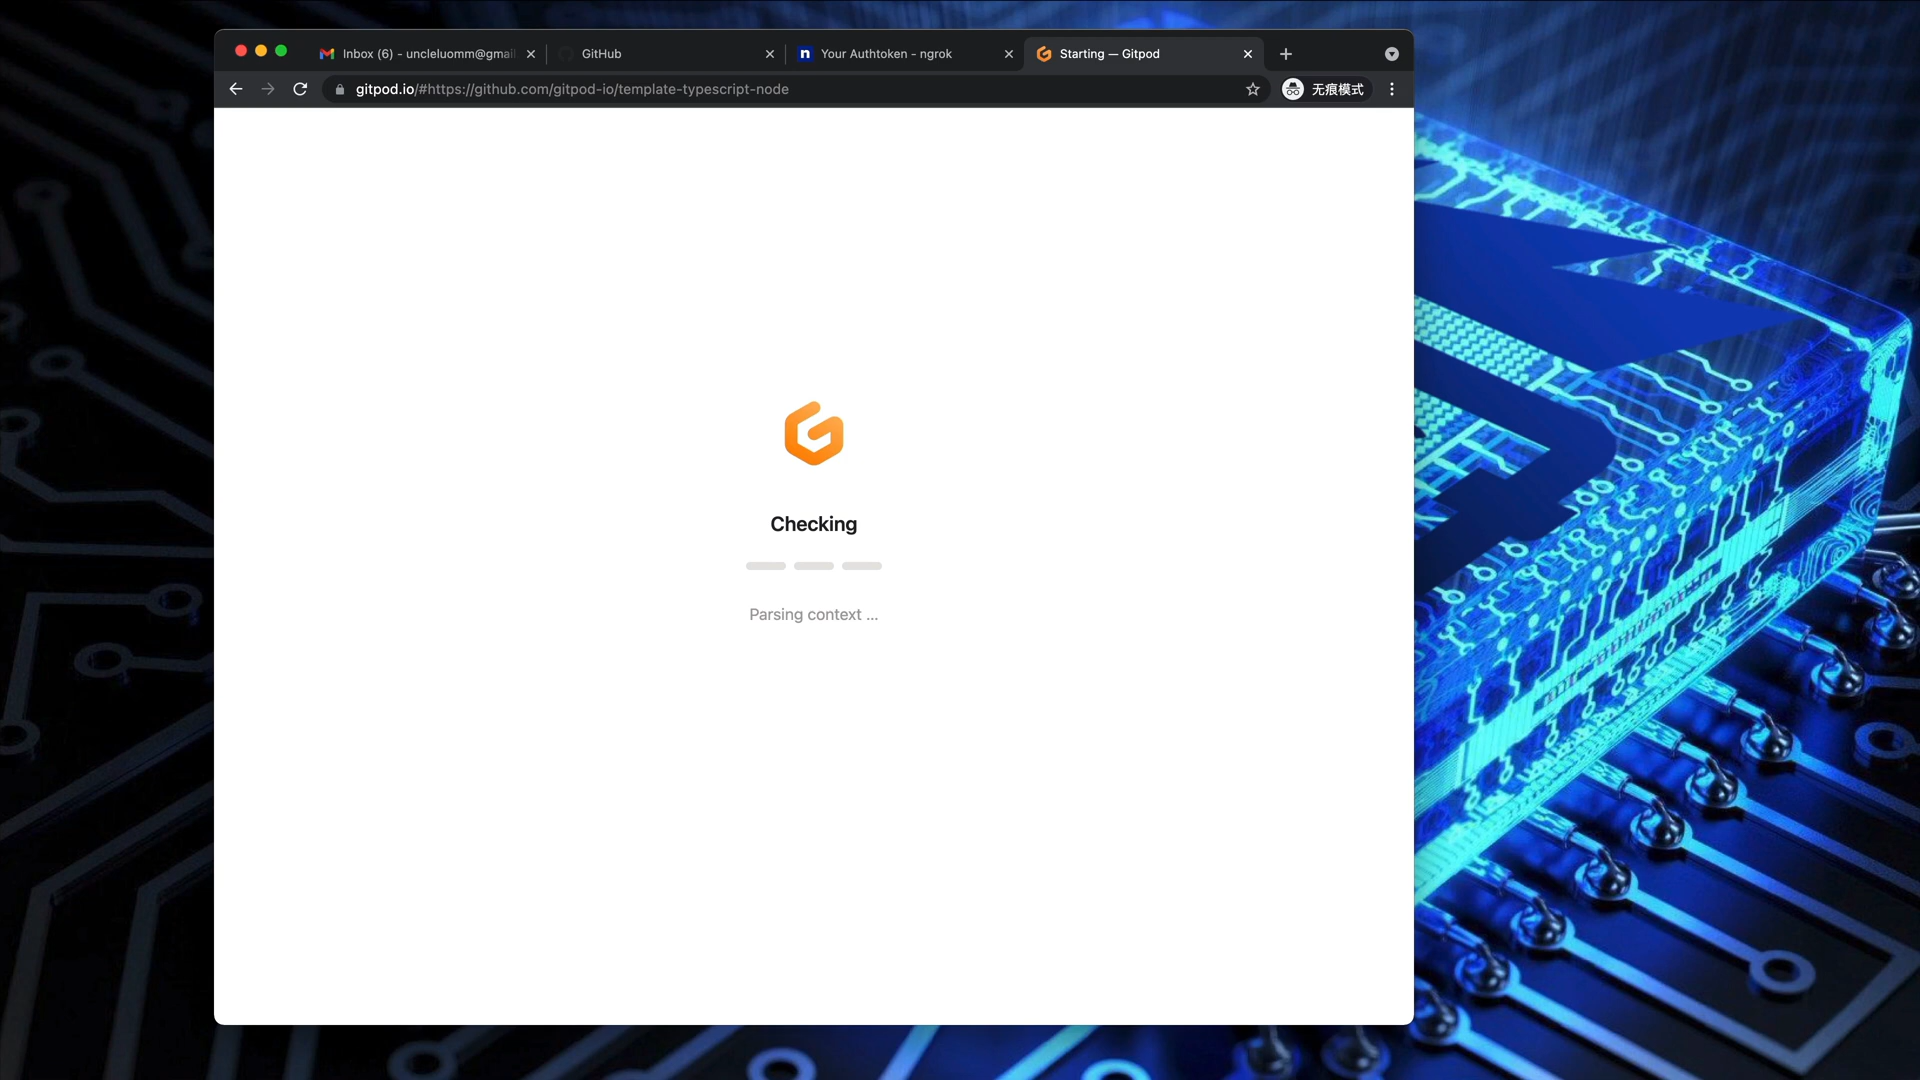 Inbox (6) - uncleluomm@gmai
GitHub
Your Authtoken - ngrok
Starting — Gitpod
gitpod.io/#https://github.com/gitpod-io/template-typescript-node
无痕模式
Checking
Parsing context ...